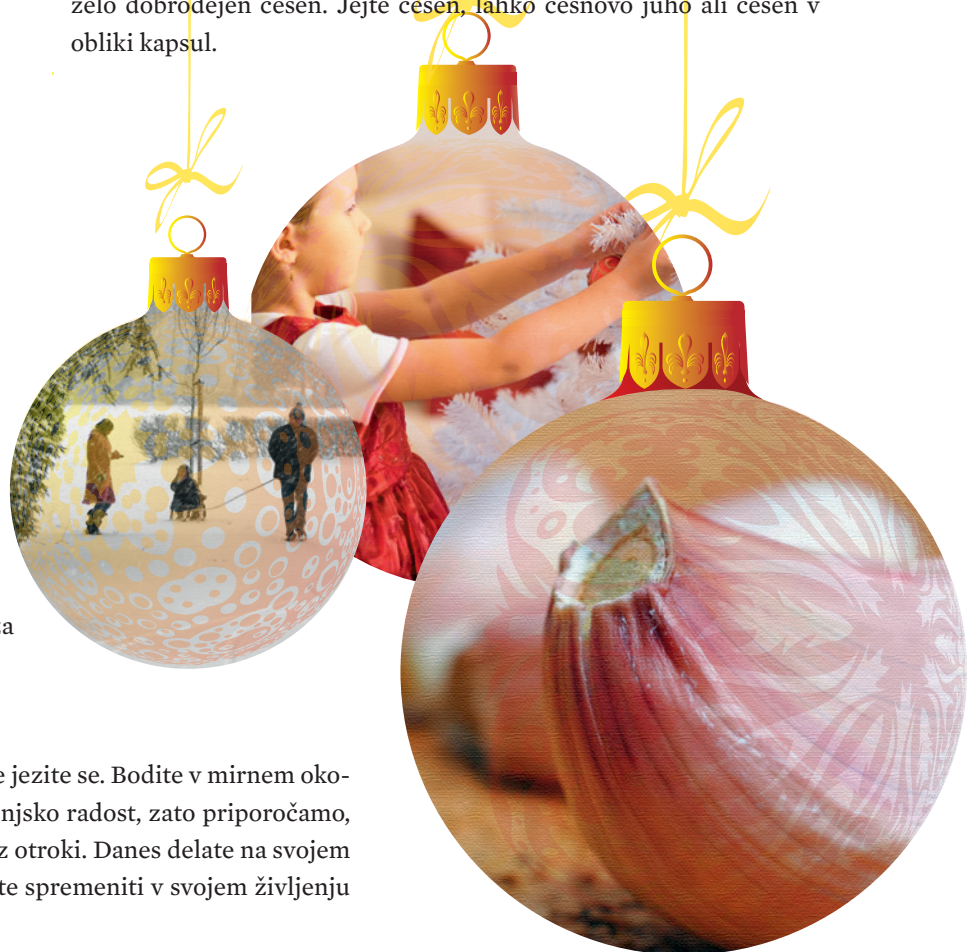 zelo dobrodejen česen. Jejte česen, lahko česnovo juho ali česen v
obliki kapsul.
za
e jezite se. Bodite v mirnem oko-
njsko radost, zato priporočamo,
z otroki. Danes delate na svojem
te spremeniti v svojem življenju